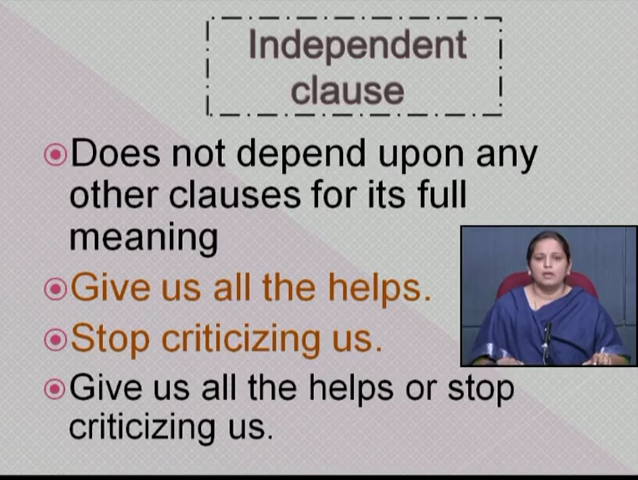 Independent
clause
Does not depend upon any
other clauses for its full
meaning
Give us all the helps.
Stop criticizing us.
Give us all the helps or stop
criticizing us.